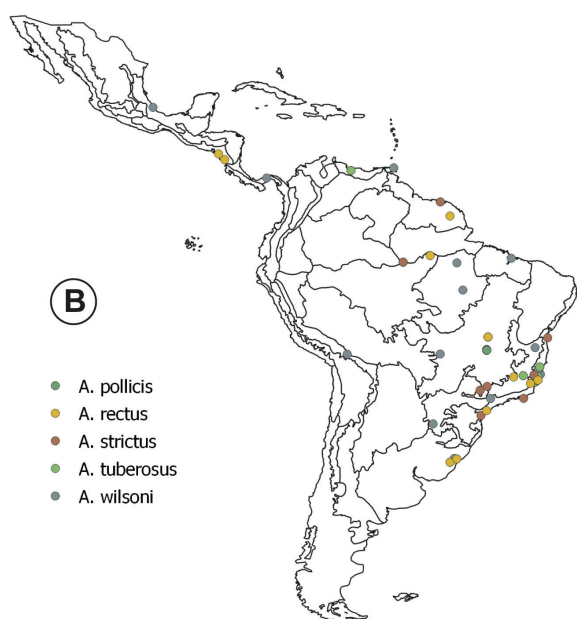 B
A. pollicis
A. rectus
A. strictus
A. tuberosus
A. wilsoni